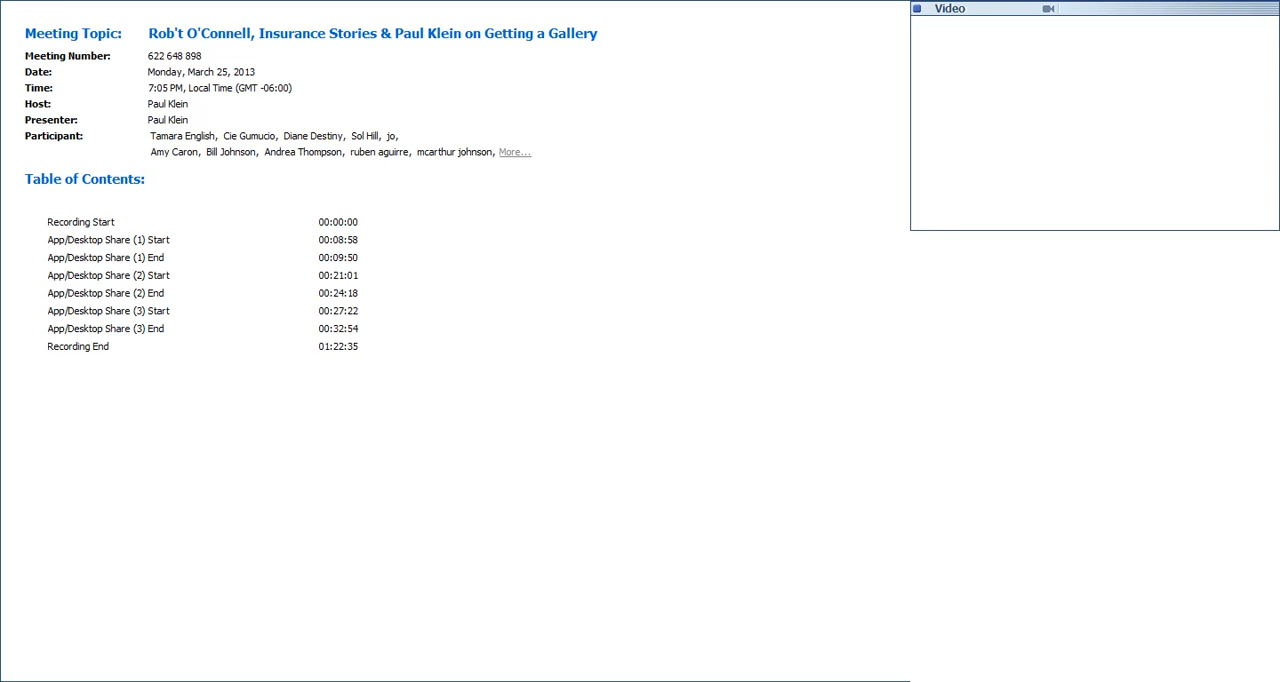 Video
Meeting Topic: Rob't O'Connell, Insurance Stories & Paul Klein on Getting a Gallery
Meeting Number: 622 648 898
Date: Monday, March 25, 2013
Time: 7:05 PM, Local Time (GMT -06:00)
Host: Paul Klein
Presenter: Paul Klein
Participant: Tamara English, Cie Gumucio, Diane Destiny, Sol Hill, jo,
Amy Caron, Bill Johnson, Andrea Thompson, ruben aguirre, mcarthur johnson, More...
Table of Contents:
Recording Start 00:00:00
App/Desktop Share (1) Start 00:08:58
App/Desktop Share (1) End 00:09:50
App/Desktop Share (2) Start 00:21:01
App/Desktop Share (2) End 00:24:18
App/Desktop Share (3) Start 00:27:22
App/Desktop Share (3) End 00:32:54
Recording End 01:22:35